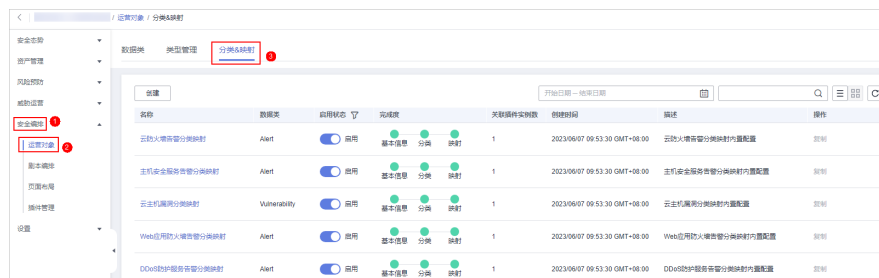 / 运营对象 / 分类&映射
安全态势
资产管理
风险预防
威胁运营
安全编排 1
运营对象 2
剧本编排
页面布局
插件管理
设置
数据类 类型管理 分类&映射 3
创建 开始日期 – 结束日期
名称 数据类 启用状态 完成度 关联插件实例数 创建时间 描述 操作
云防火墙告警分类映射 Alert 启用 基本信息 分类 映射 1 2023/06/07 09:53:30 GMT+08:00 云防火墙告警分类映射内置配置 复制
主机安全服务告警分类映射 Alert 启用 基本信息 分类 映射 1 2023/06/07 09:53:30 GMT+08:00 主机安全服务告警分类映射内置配置 复制
云主机漏洞分类映射 Vulnerability 启用 基本信息 分类 映射 1 2023/06/07 09:53:30 GMT+08:00 云主机漏洞分类映射内置配置 复制
Web应用防火墙告警分类映射 Alert 启用 基本信息 分类 映射 1 2023/06/07 09:53:30 GMT+08:00 Web应用防火墙告警分类映射内置配置 复制
DDoS防护服务告警分类映射 Alert 启用 基本信息 分类 映射 1 2023/06/07 09:53:30 GMT+08:00 DDoS防护服务告警分类映射内置配置 复制